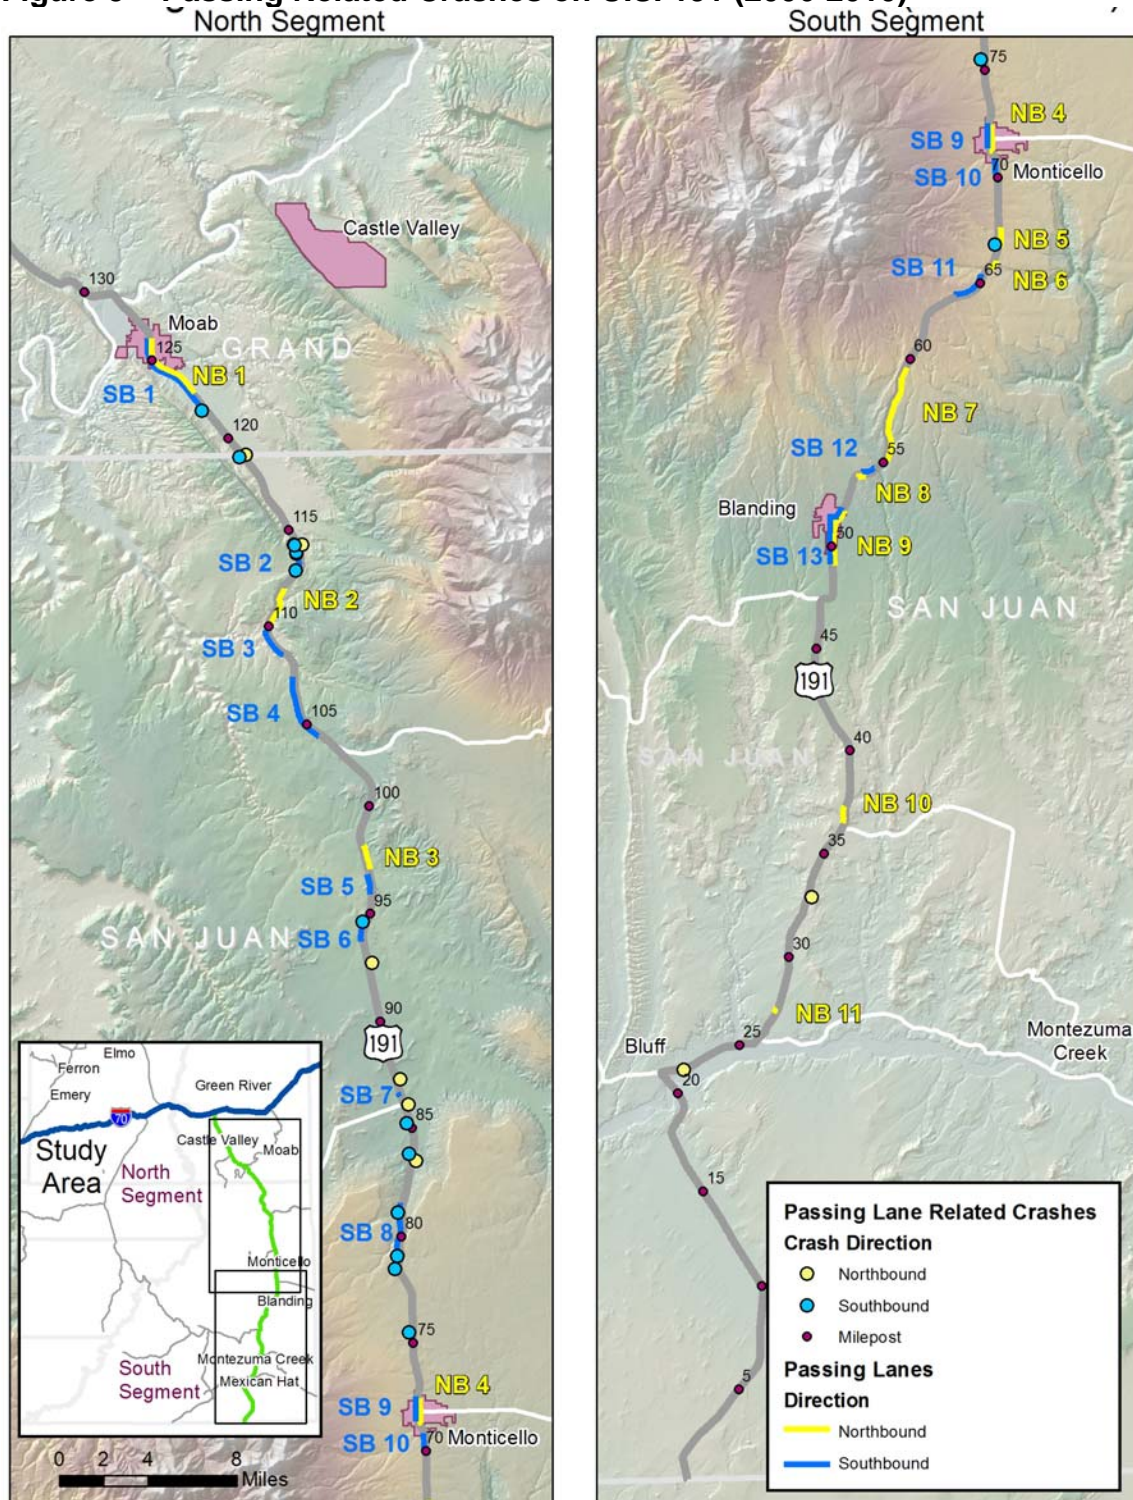 North Segment
South Segment
130
Castle Valley
Moab
125
GRAND
NB 1
SB 1
120
115
SB 2
NB 2
110
SB 3
SB 4
105
100
NB 3
SB 5
95
SAN JUAN
SB 6
90
191
SB 7
85
SB 8
80
75
NB 4
SB 9
SB 10
70
Monticello
Elmo
Ferron
Emery
Green River
70
Study
Area
Castle Valley
Moab
North
Segment
Monticello
Blanding
South
Segment
Montezuma Creek
Mexican Hat
0 2 4 8
Miles
75
NB 4
SB 9
70
SB 10
Monticello
NB 5
SB 11
65
NB 6
60
NB 7
SB 12
55
NB 8
Blanding
50
NB 9
SB 13
SAN JUAN
45
191
40
SAN JUAN
NB 10
35
30
NB 11
25
Bluff
Montezuma
Creek
20
15
5
Passing Lane Related Crashes
Crash Direction
Northbound
Southbound
Milepost
Passing Lanes
Direction
Northbound
Southbound